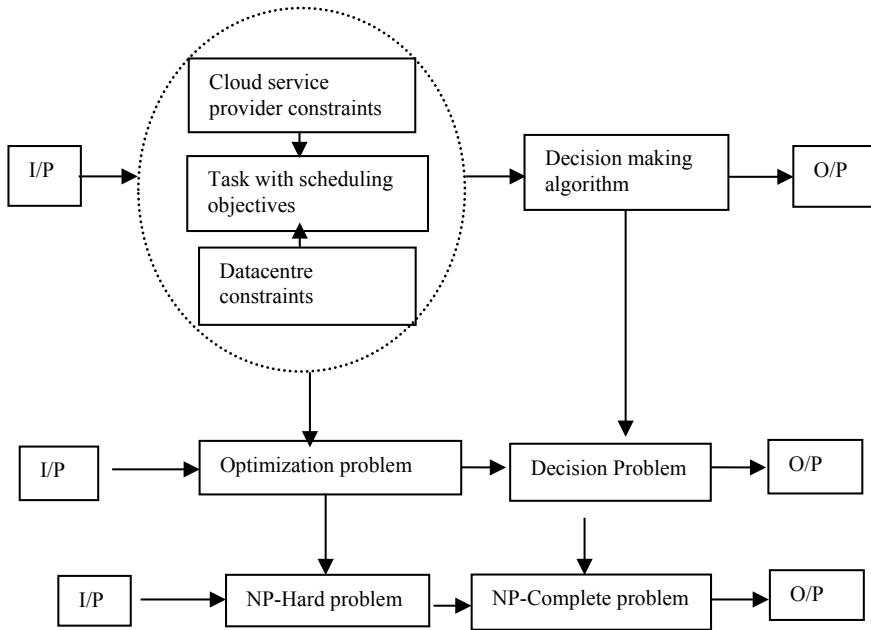 Cloud service
provider constraints
I/P
Task with scheduling
objectives
Decision making
algorithm
O/P
Datacentre
constraints
I/P
Optimization problem
Decision Problem
O/P
I/P
NP-Hard problem
NP-Complete problem
O/P